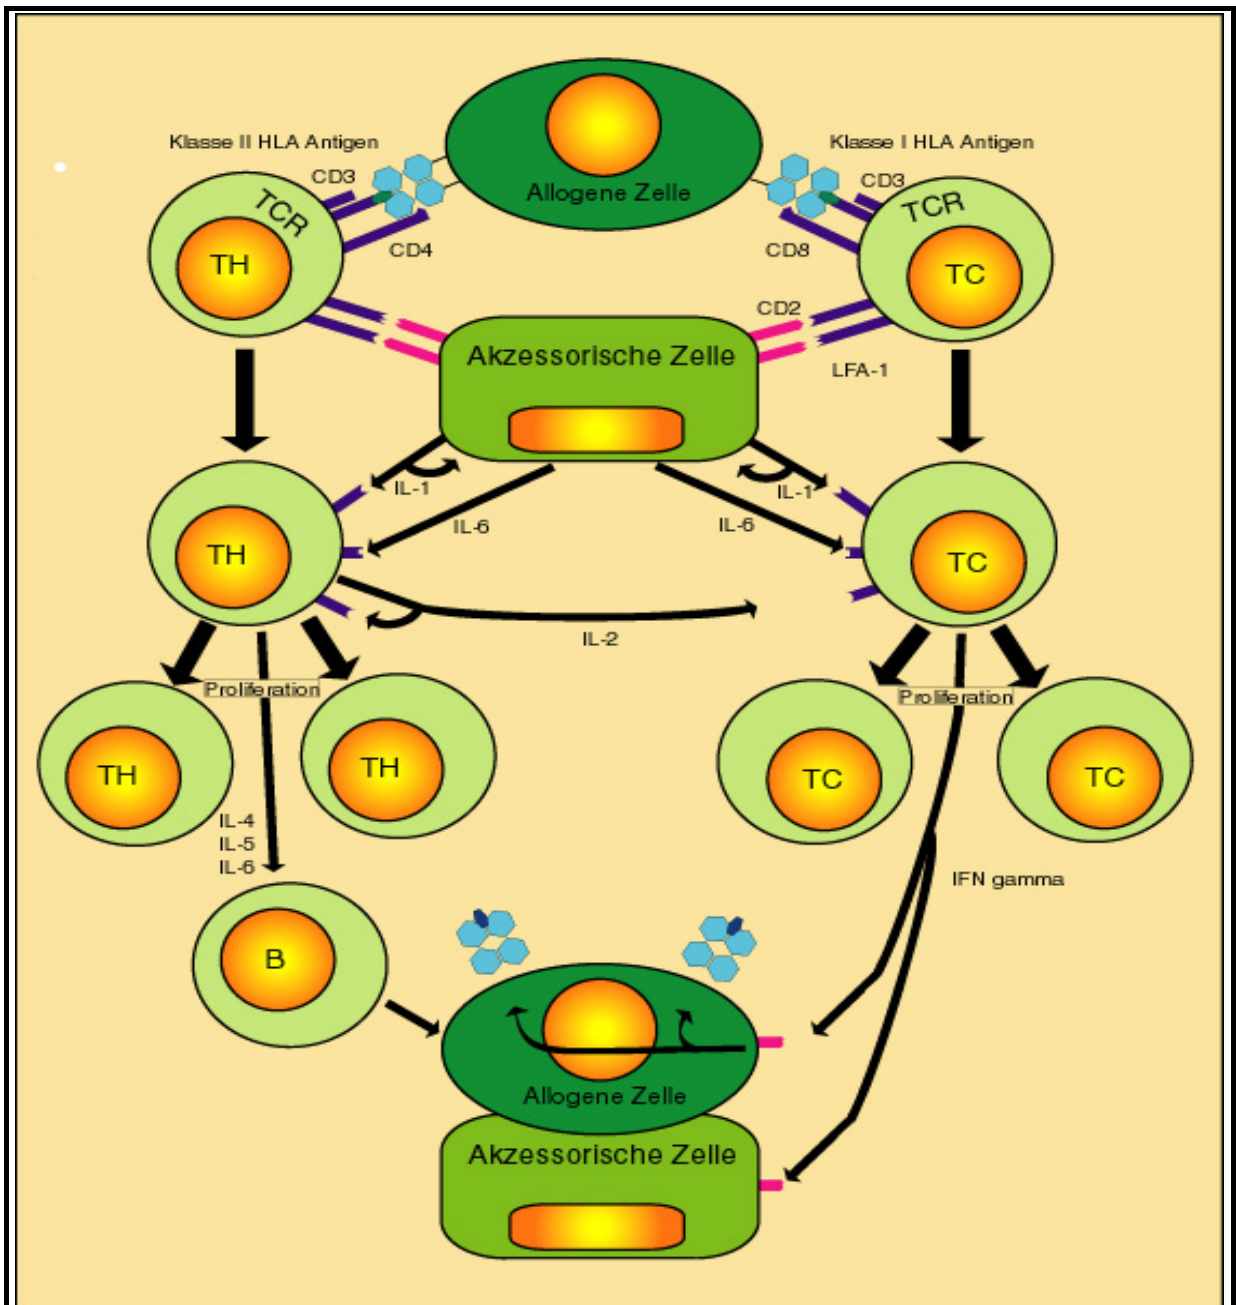 Klasse II HLA Antigen
Klasse I HLA Antigen
Allogene Zelle
CD3
CD3
TCR
TCR
TH
TC
CD4
CD8
CD2
Akzessorische Zelle
LFA-1
IL-1
IL-1
IL-6
IL-6
TH
TC
IL-2
Proliferation
Proliferation
TH
TH
TC
TC
IL-4
IL-5
IL-6
IFN gamma
B
Allogene Zelle
Akzessorische Zelle